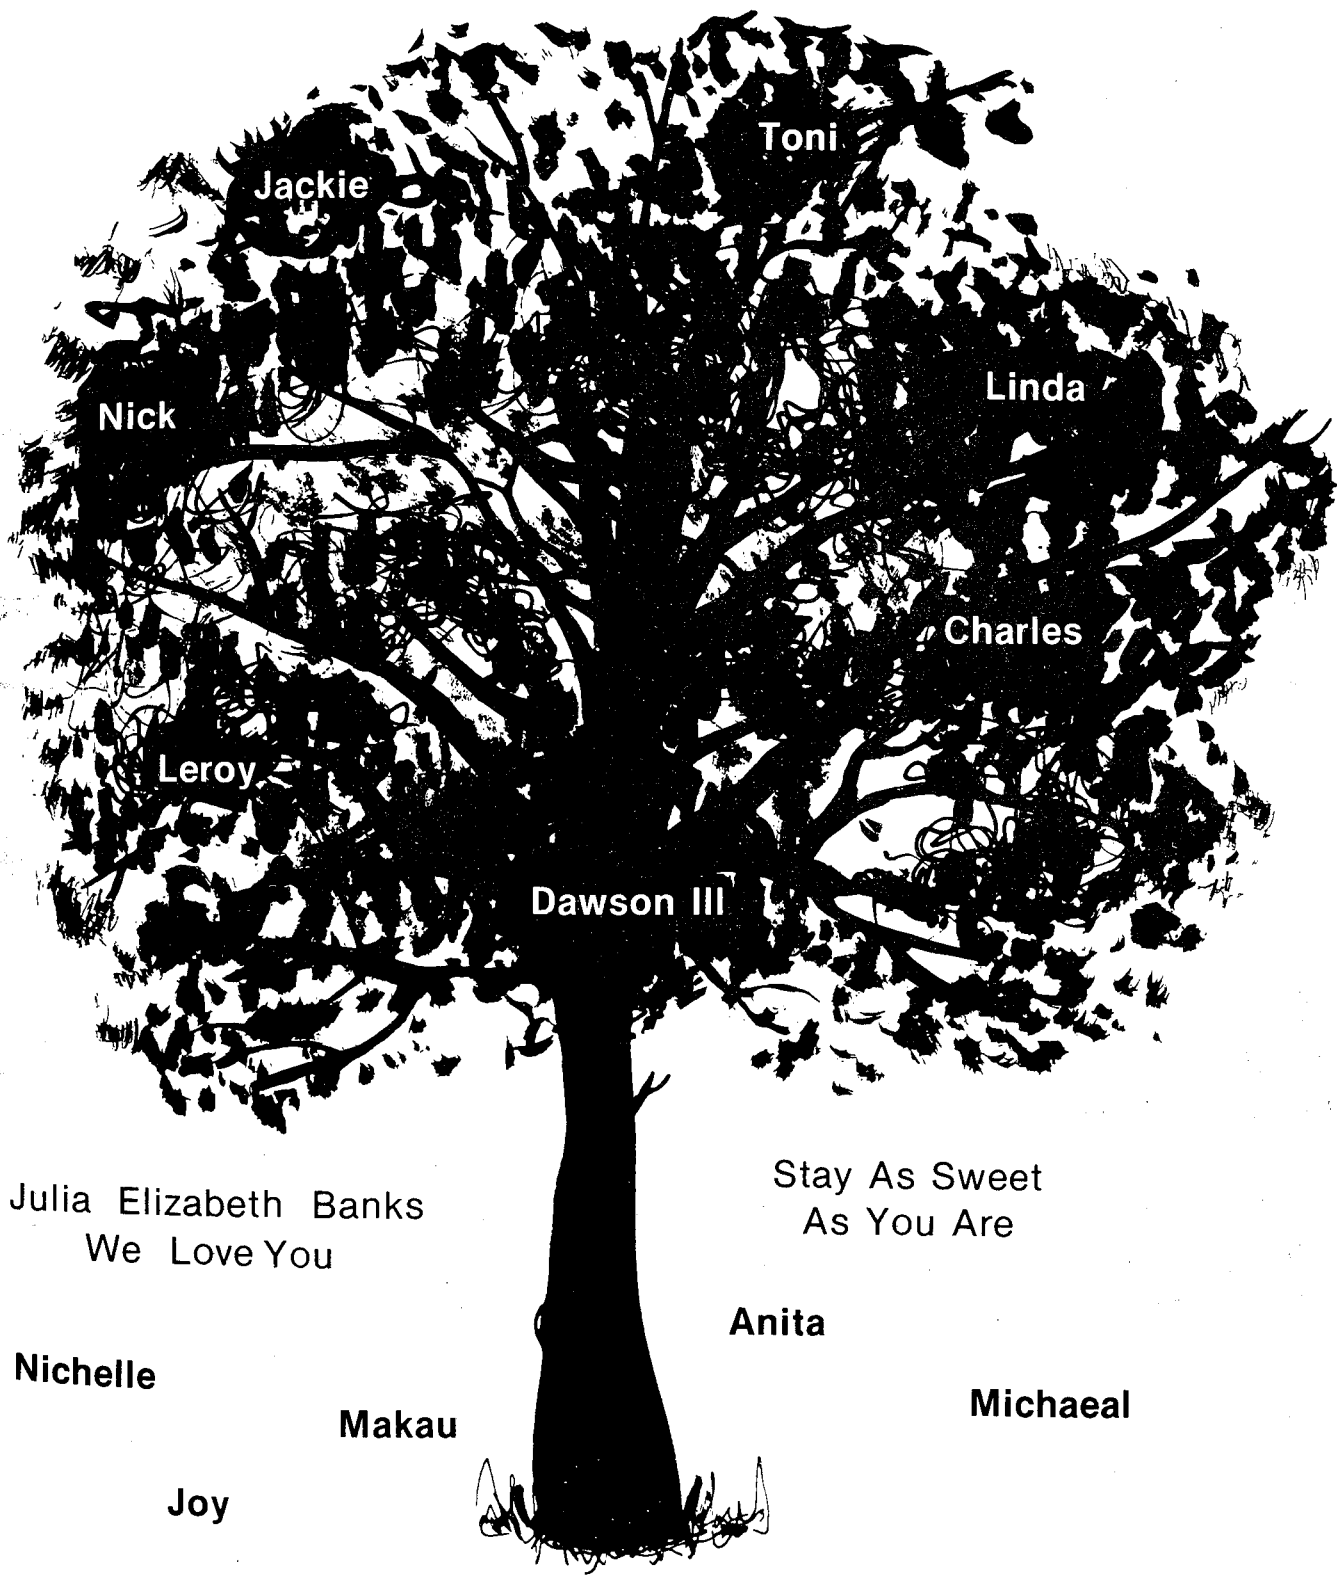 Toni
Jackie
Linda
Nick
Charles
Leroy
Dawson III
Julia Elizabeth Banks
We Love You
Stay As Sweet
As You Are
Anita
Nichelle
Michaeal
Makau
Joy